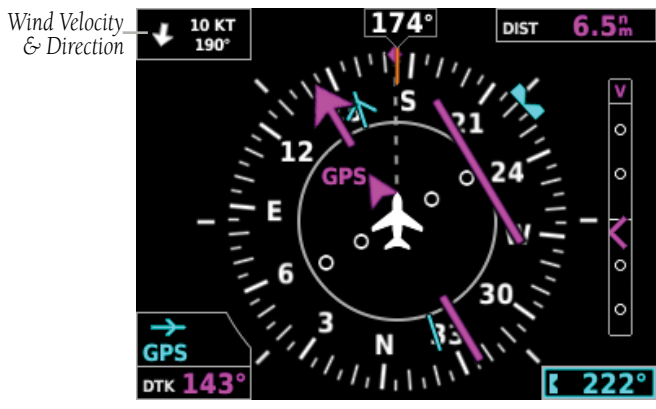 Wind Velocity
& Direction
10 KT
190°
174°
DIST 6.5nm
V
S
21
12
24
GPS
E
W
6
30
3
33
N
GPS
DTK 143°
222°